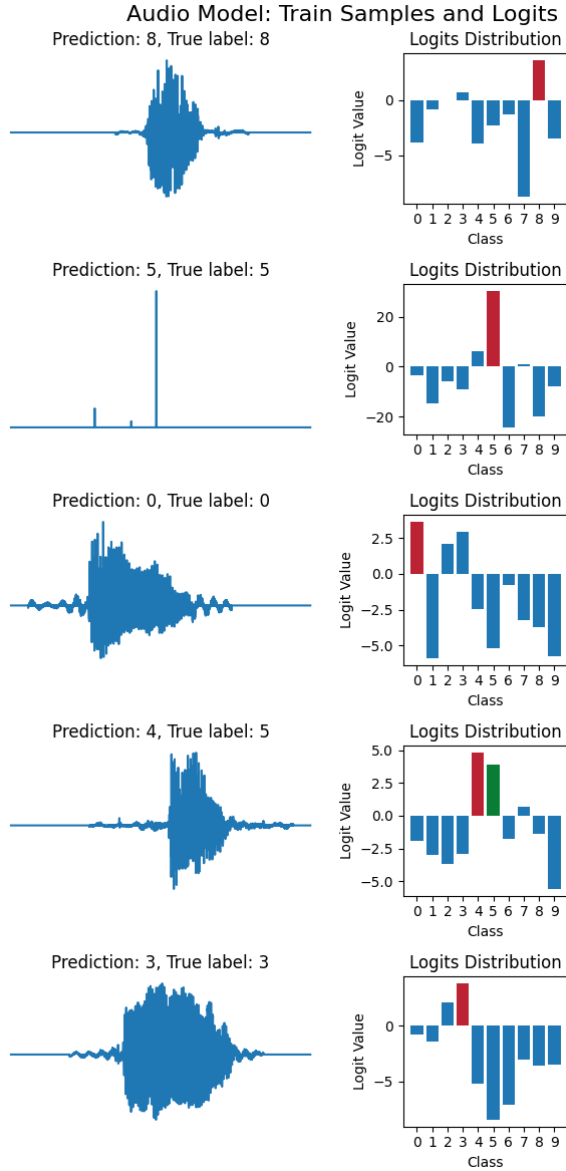 Audio Model: Train Samples and Logits
Prediction: 8, True label: 8
Logits Distribution
Logit Value
0
−5
0 1 2 3 4 5 6 7 8 9
Class
Prediction: 5, True label: 5
Logits Distribution
Logit Value
20
0
−20
0 1 2 3 4 5 6 7 8 9
Class
Prediction: 0, True label: 0
Logits Distribution
Logit Value
2.5
0.0
−2.5
−5.0
0 1 2 3 4 5 6 7 8 9
Class
Prediction: 4, True label: 5
Logits Distribution
Logit Value
5.0
2.5
0.0
−2.5
−5.0
0 1 2 3 4 5 6 7 8 9
Class
Prediction: 3, True label: 3
Logits Distribution
Logit Value
0
−5
0 1 2 3 4 5 6 7 8 9
Class